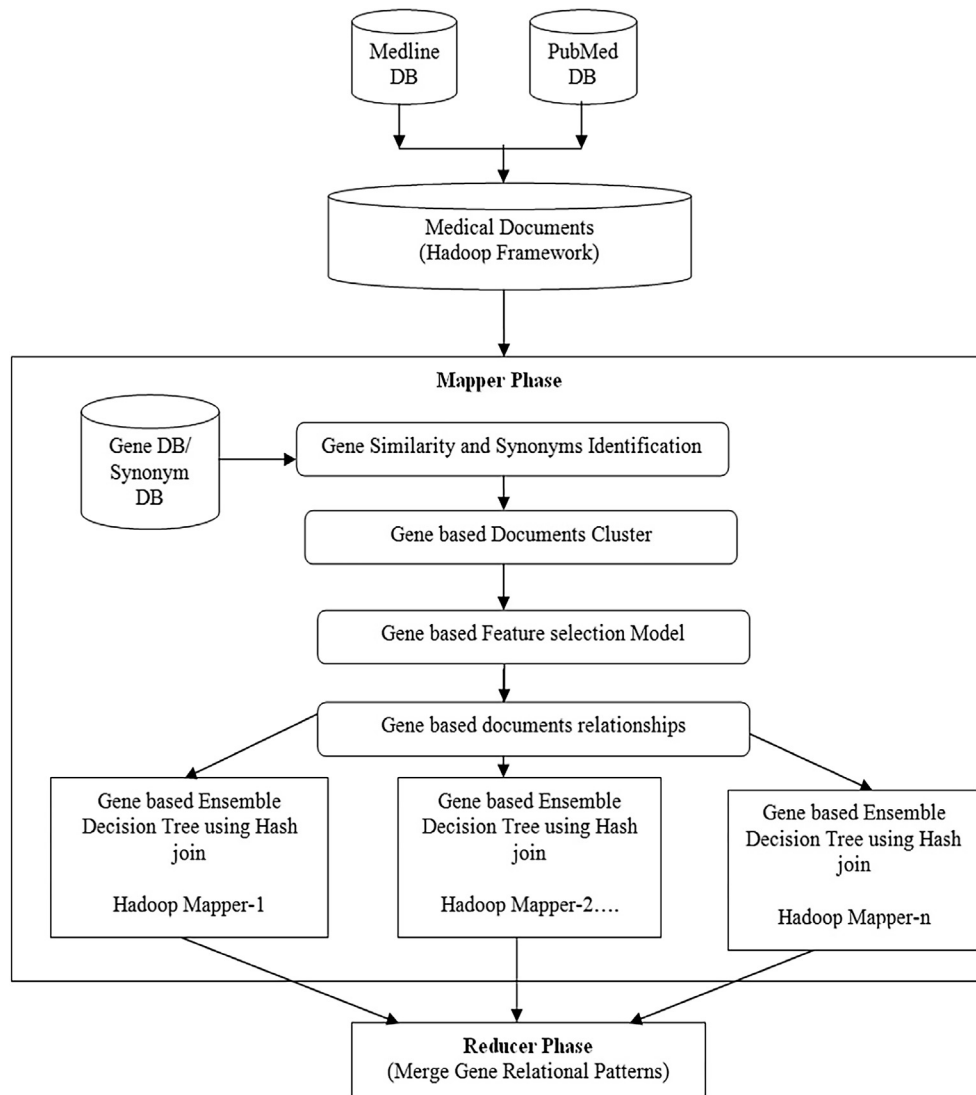 Medline
DB
PubMed
DB
Medical Documents
(Hadoop Framework)
Mapper Phase
Gene DB/
Synonym
DB
Gene Similarity and Synonyms Identification
Gene based Documents Cluster
Gene based Feature selection Model
Gene based documents relationships
Gene based Ensemble
Decision Tree using Hash
join
Hadoop Mapper-1
Gene based Ensemble
Decision Tree using Hash
join
Hadoop Mapper-2….
Gene based Ensemble
Decision Tree using Hash
join
Hadoop Mapper-n
Reducer Phase
(Merge Gene Relational Patterns)